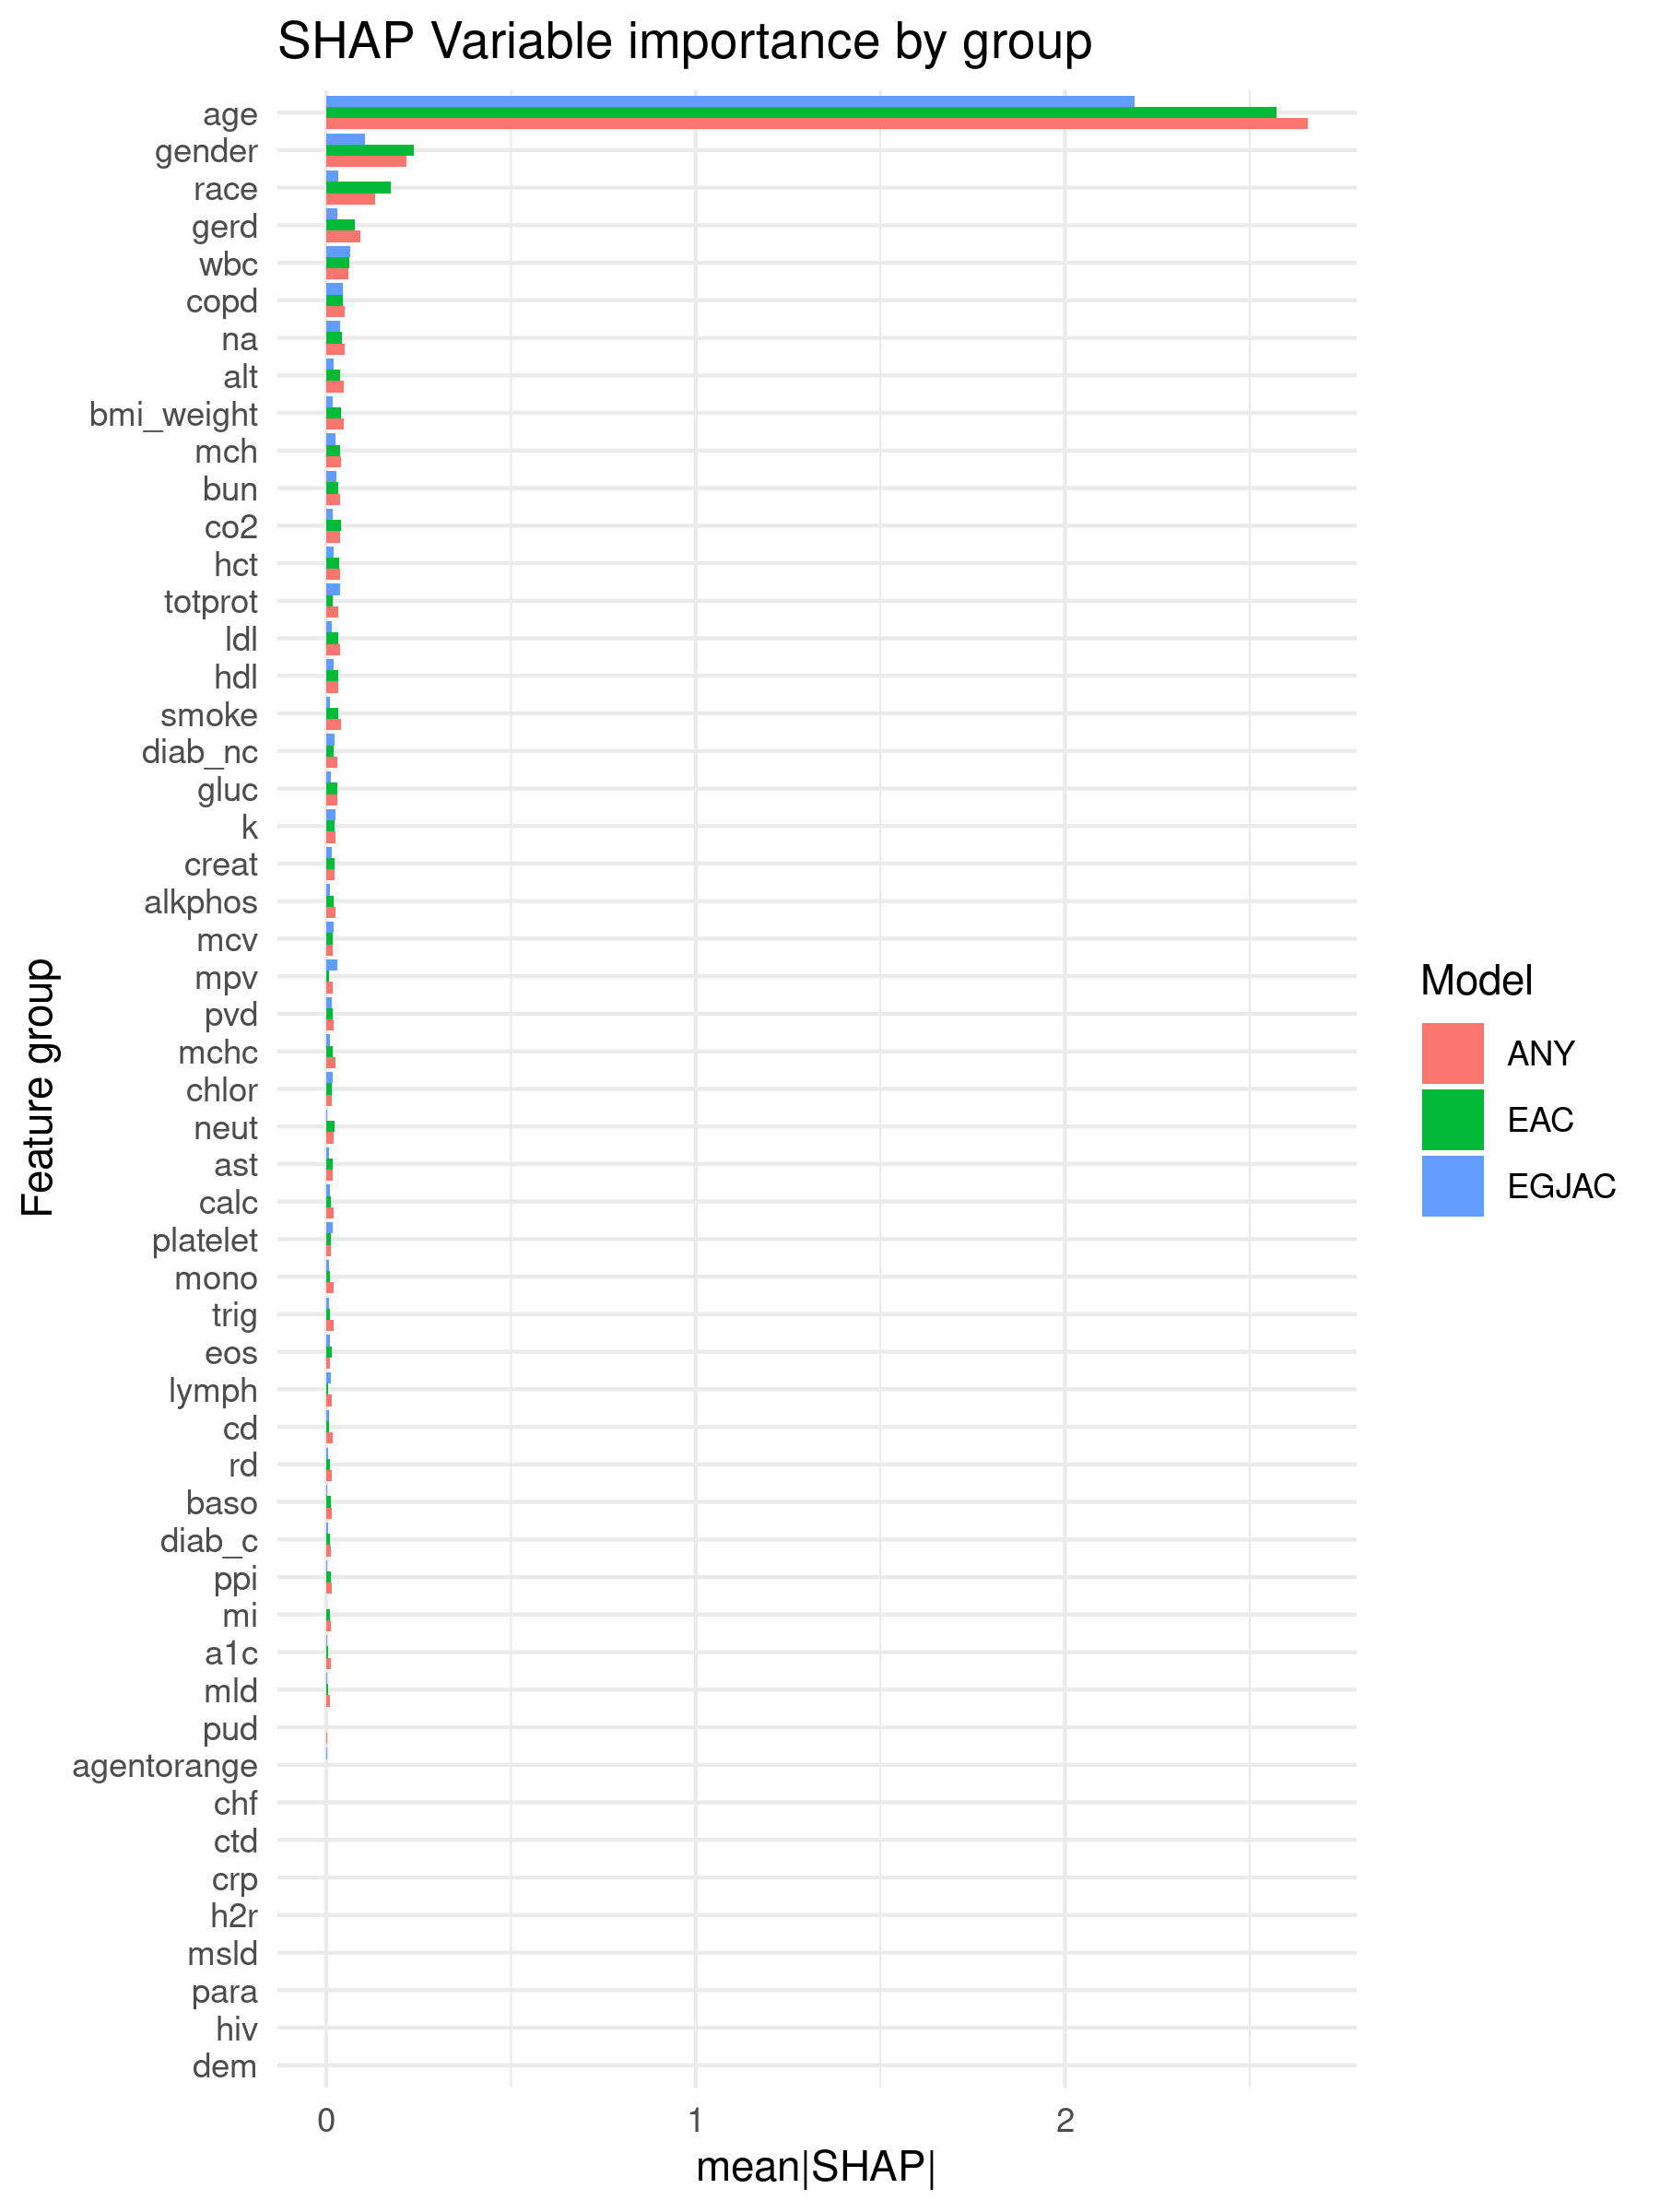 SHAP Variable importance by group
age
gender
race
gerd
wbc
copd
na
alt
bmi_weight
mch
bun
co2
hct
totprot
ldl
hdl
smoke
diab_nc
gluc
k
creat
alkphos
mcv
mpv
pvd
mchc
chlor
neut
ast
calc
platelet
mono
trig
eos
lymph
cd
rd
baso
diab_c
ppi
mi
a1c
mld
pud
agentorange
chf
ctd
crp
h2r
msld
para
hiv
dem
Feature group
0 1 2
mean|SHAP|
Model
ANY
EAC
EGJAC